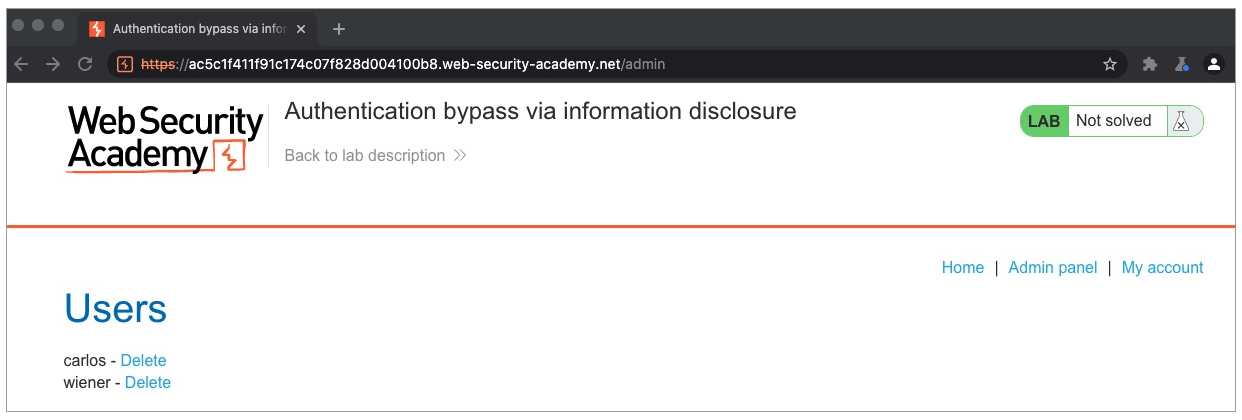 Authentication bypass via infor
https://ac5c1f411f91c174c07f828d004100b8.web-security-academy.net/admin
Web Security
Academy
Authentication bypass via information disclosure
Back to lab description
LAB Not solved
Home | Admin panel | My account
Users
carlos - Delete
wiener - Delete